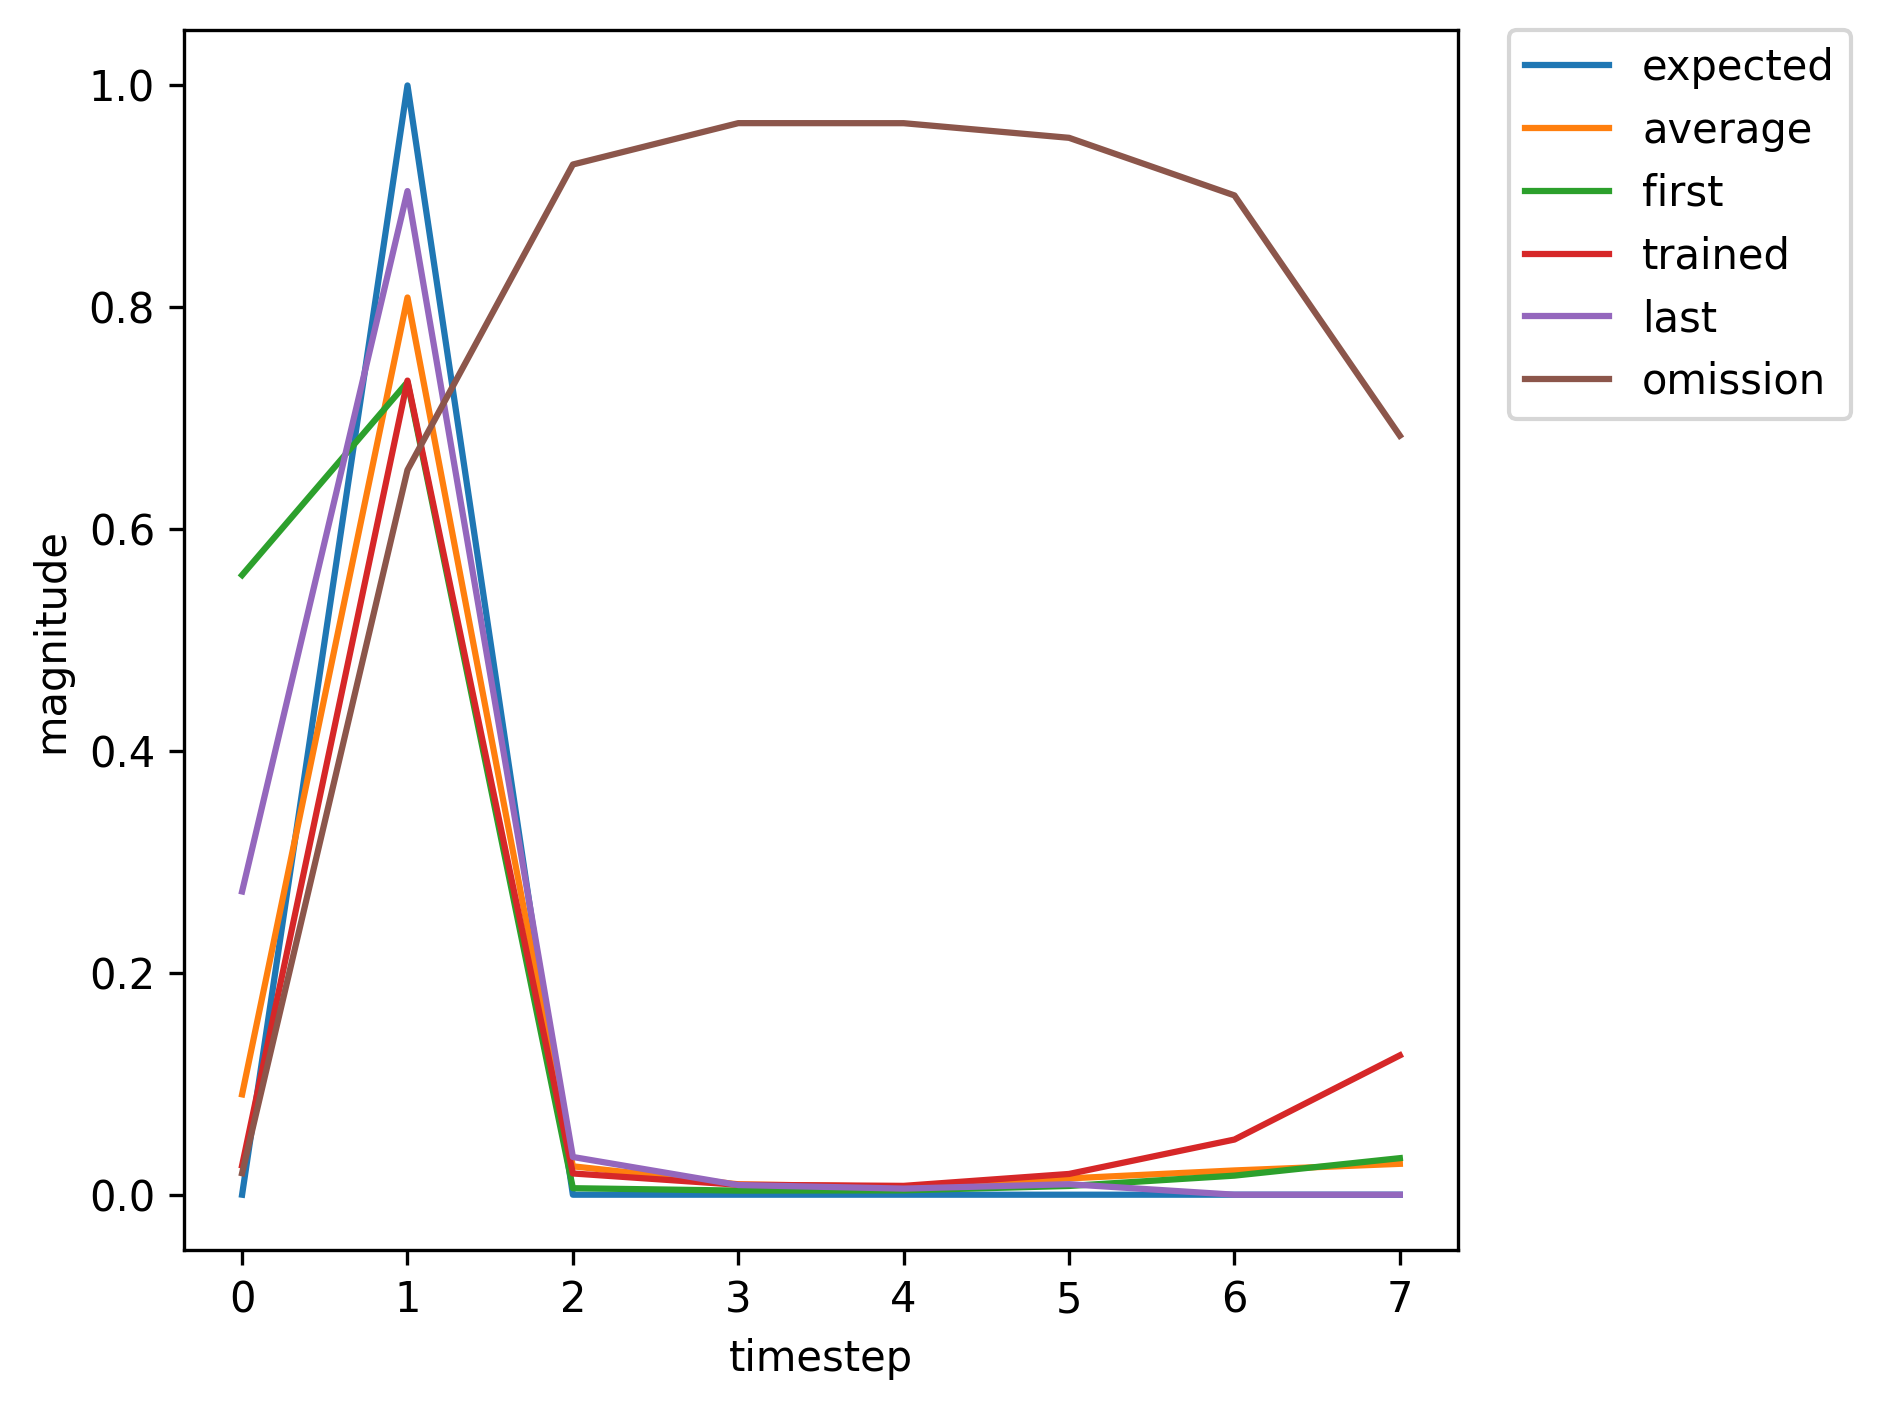 1.0
0.8
0.6
0.4
0.2
0.0
magnitude
0 1 2 3 4 5 6 7
timestep
expected
average
first
trained
last
omission